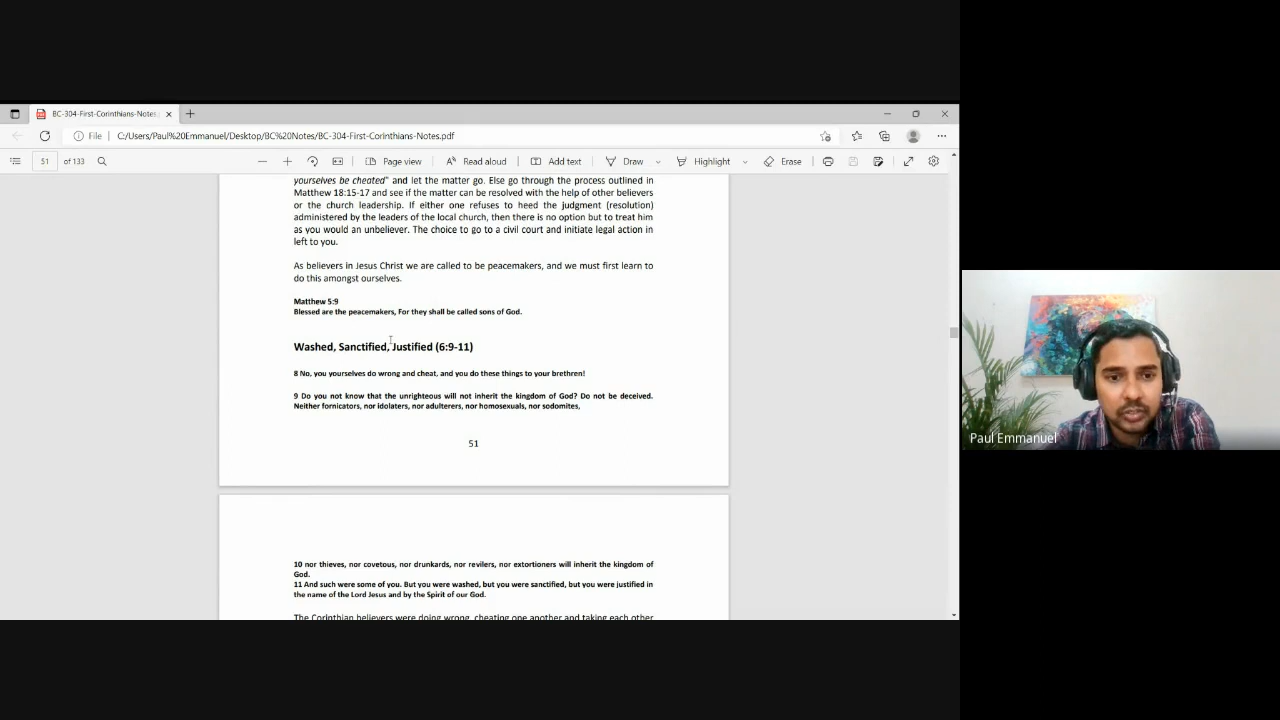 BC-304-First-Corinthians-Notes
File
C:/Users/Paul%20Emmanuel/Desktop/BC%20Notes/BC-304-First-Corinthians-Notes.pdf
51 of 133
Page view
Read aloud
Add text
Draw
Highlight
Erase
yourselves be cheated" and let the matter go. Else go through the process outlined in
Matthew 18:15-17 and see if the matter can be resolved with the help of other believers
or the church leadership. If either one refuses to heed the judgment (resolution)
administered by the leaders of the local church, then there is no option but to treat him
as you would an unbeliever. The choice to go to a civil court and initiate legal action in
left to you.
As believers in Jesus Christ we are called to be peacemakers, and we must first learn to
do this amongst ourselves.
Matthew 5:9
Blessed are the peacemakers, For they shall be called sons of God.
Washed, Sanctified, Justified (6:9-11)
8 No, you yourselves do wrong and cheat, and you do these things to your brethren!
9 Do you not know that the unrighteous will not inherit the kingdom of God? Do not be deceived.
Neither fornicators, nor idolaters, nor adulterers, nor homosexuals, nor sodomites,
51
10 nor thieves, nor covetous, nor drunkards, nor revilers, nor extortioners will inherit the kingdom of
God.
11 And such were some of you. But you were washed, but you were sanctified, but you were justified in
the name of the Lord Jesus and by the Spirit of our God.
The Corinthian believers were doing wrong, cheating one another and taking each other
Paul Emmanuel